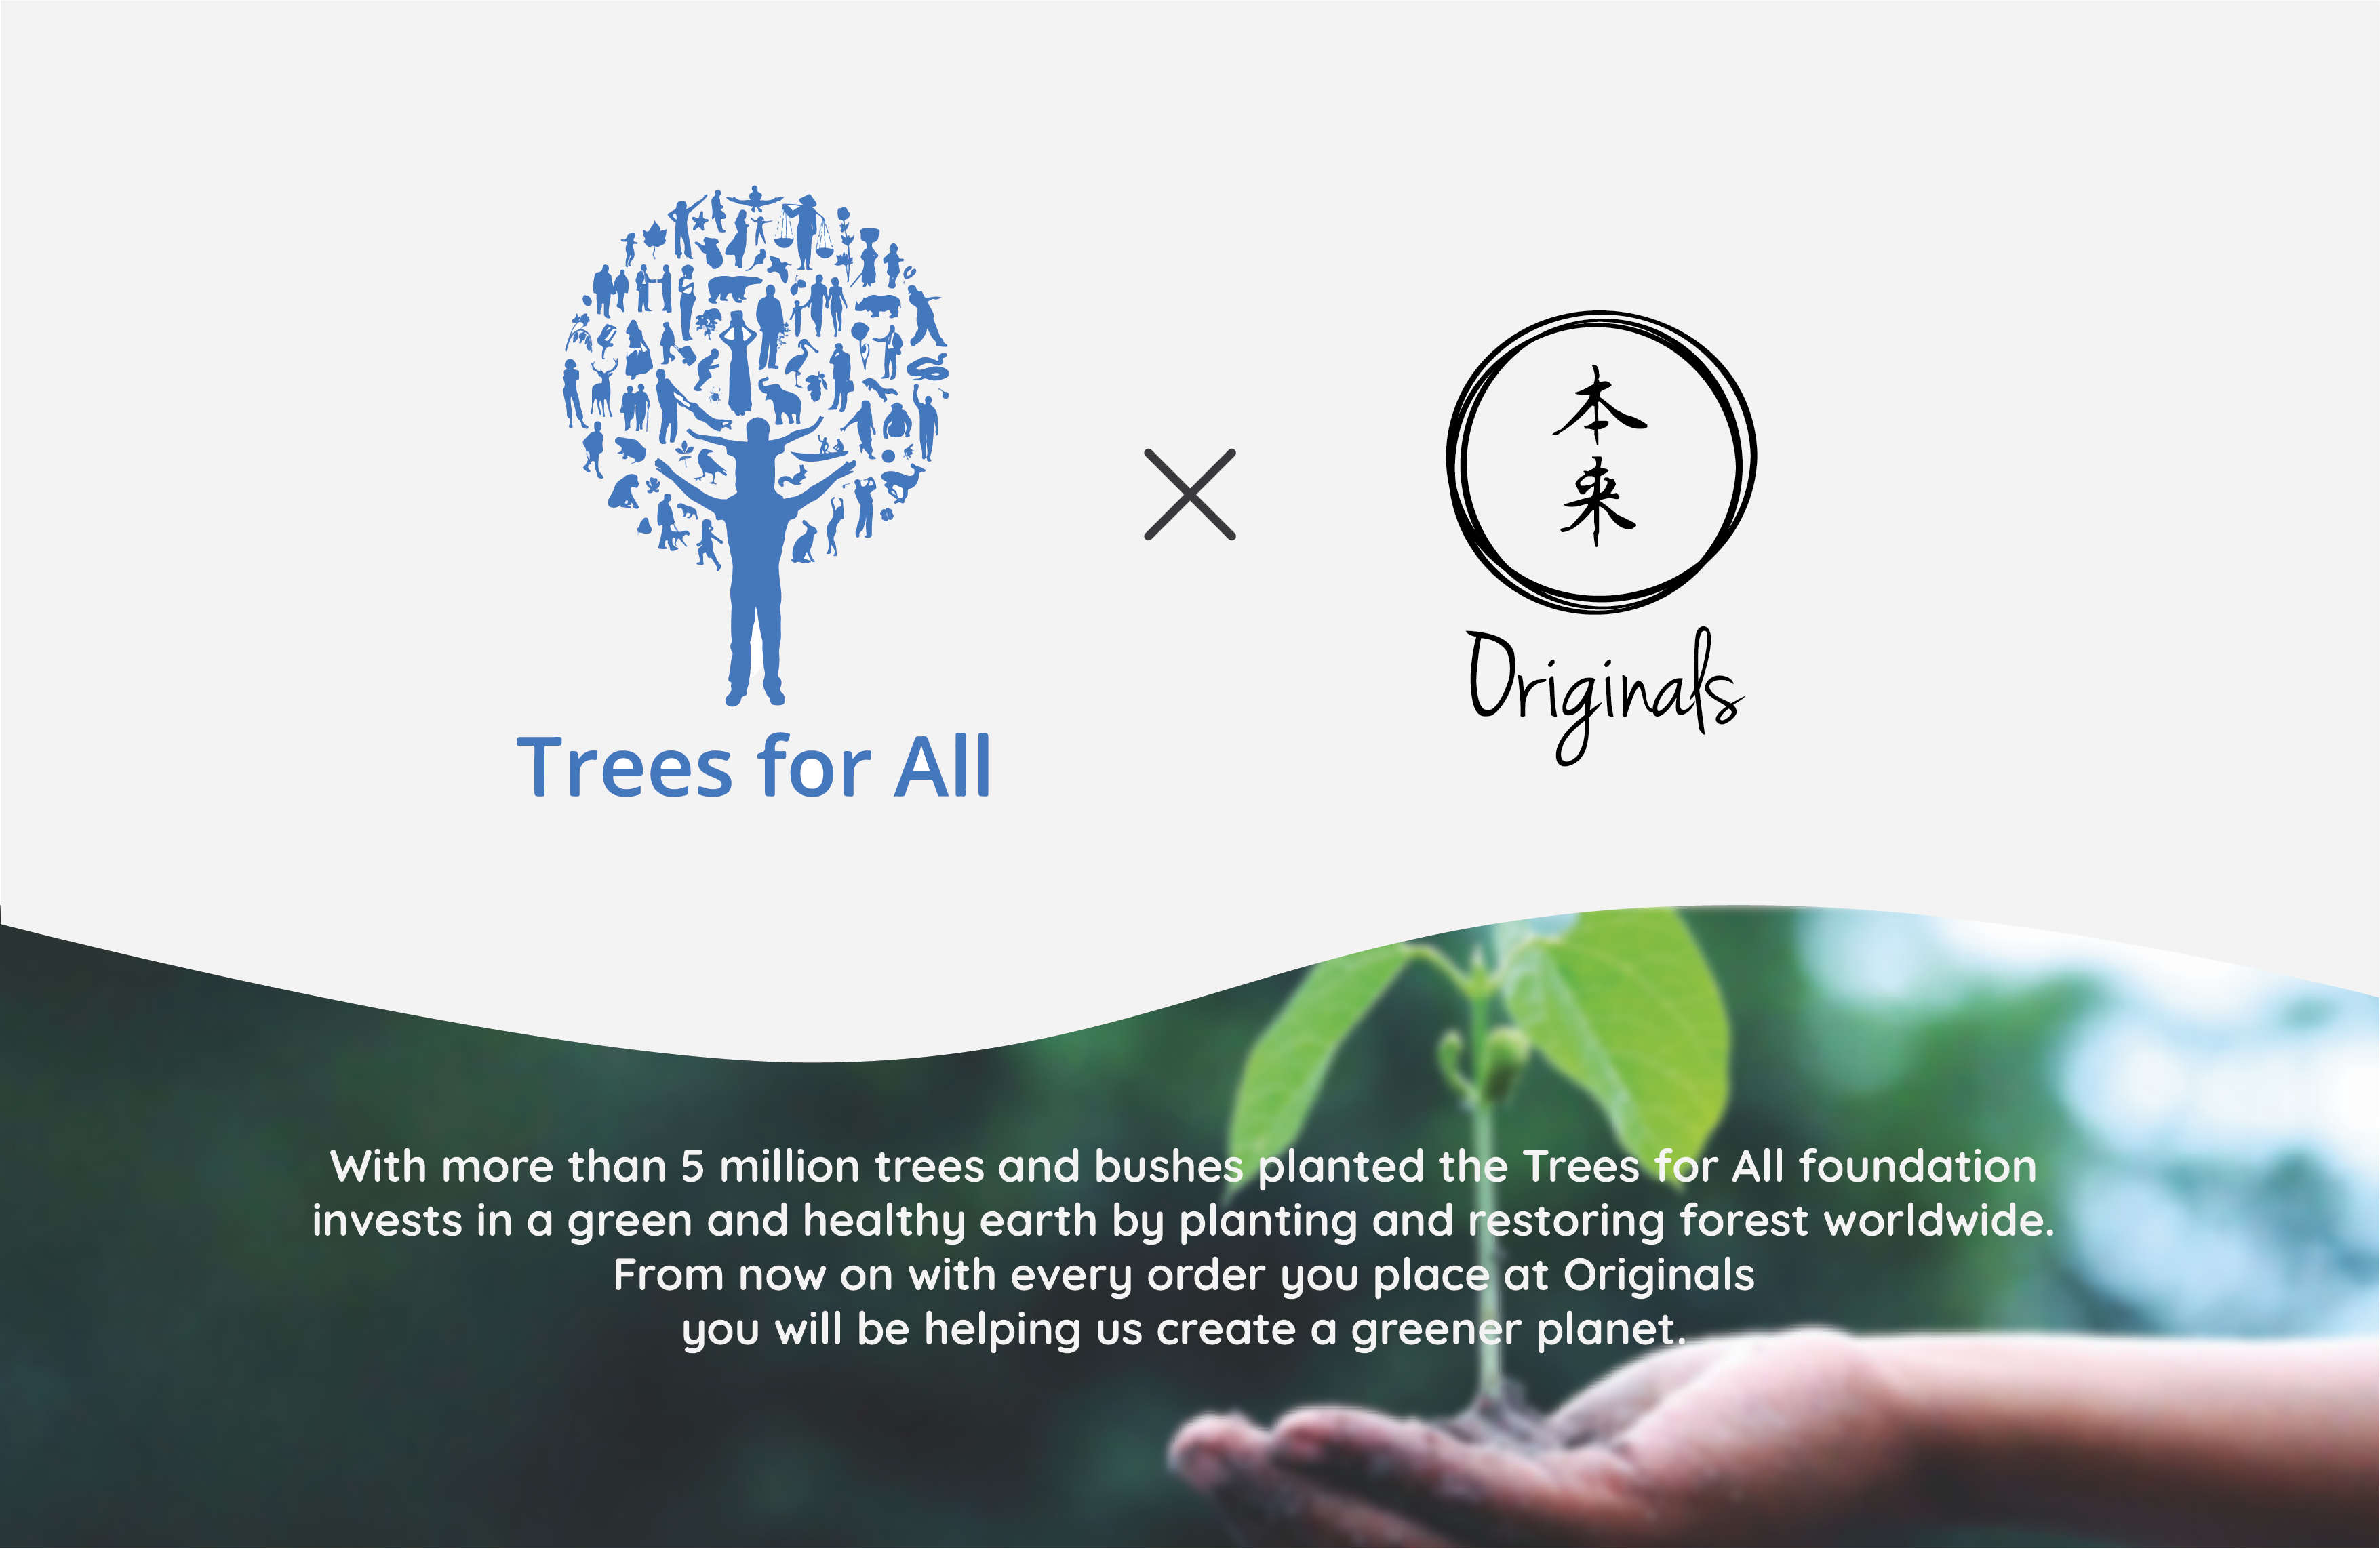 Trees for All
本
来
Originals
With more than 5 million trees and bushes planted the Trees for All foundation
invests in a green and healthy earth by planting and restoring forest worldwide.
From now on with every order you place at Originals
you will be helping us create a greener planet.